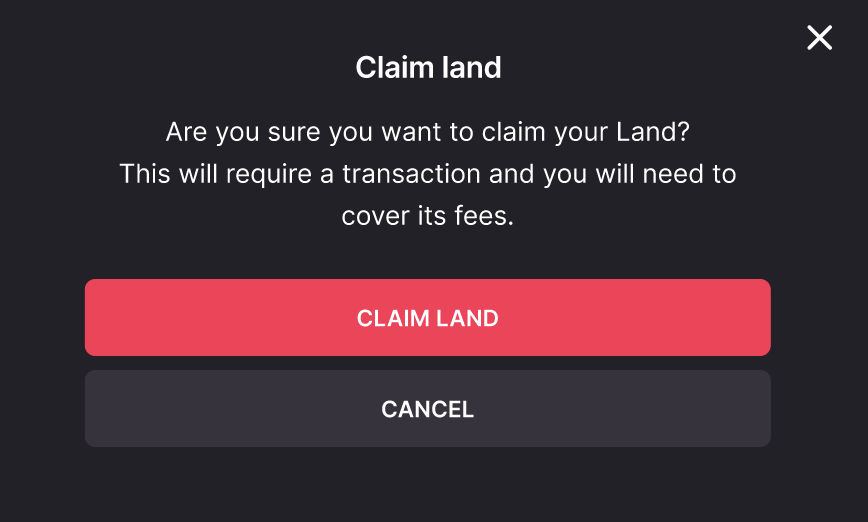 Claim land
Are you sure you want to claim your Land?
This will require a transaction and you will need to
cover its fees.
CLAIM LAND
CANCEL